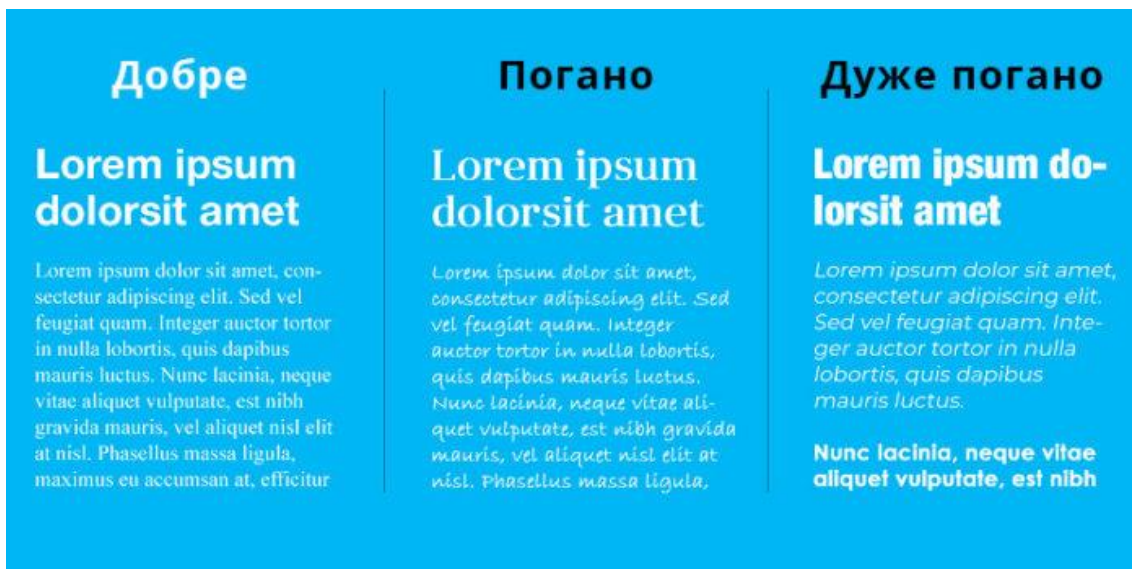 Добре
Lorem ipsum
dolorsit amet
Lorem ipsum dolor sit amet, con-
sectetur adipiscing elit. Sed vel
feugiat quam. Integer auctor tortor
in nulla lobortis, quis dapibus
mauris luctus. Nunc lacinia, neque
vitae aliquet vulputate, est nibh
gravida mauris, vel aliquet nisl elit
at nisl. Phasellus massa ligula,
maximus eu accumsan at, efficitur
Погано
Lorem ipsum
dolorsit amet
Lorem ipsum dolor sit amet,
consectetur adipiscing elit. Sed
vel feugiat quam. Integer
auctor tortor in nulla lobortis,
quis dapibus mauris luctus.
Nunc lacinia, neque vitae ali-
quet vulputate, est nibh gravida
mauris, vel aliquet nisl elit at
nisl. Phasellus massa ligula,
Дуже погано
Lorem ipsum do-
lorsit amet
Lorem ipsum dolor sit amet,
consectetur adipiscing elit.
Sed vel feugiat quam. Inte-
ger auctor tortor in nulla
lobortis, quis dapibus
mauris luctus.
Nunc lacinia, neque vitae
aliquet vulputate, est nibh